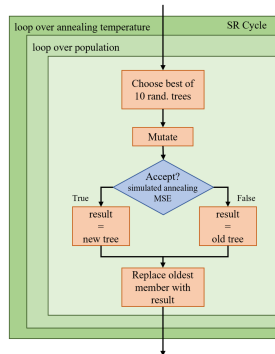 SR Cycle
loop over annealing temperature
loop over population
Choose best of
10 rand. trees
Mutate
Accept?
simulated annealing
MSE
True
False
result
=
new tree
result
=
old tree
Replace oldest
member with
result